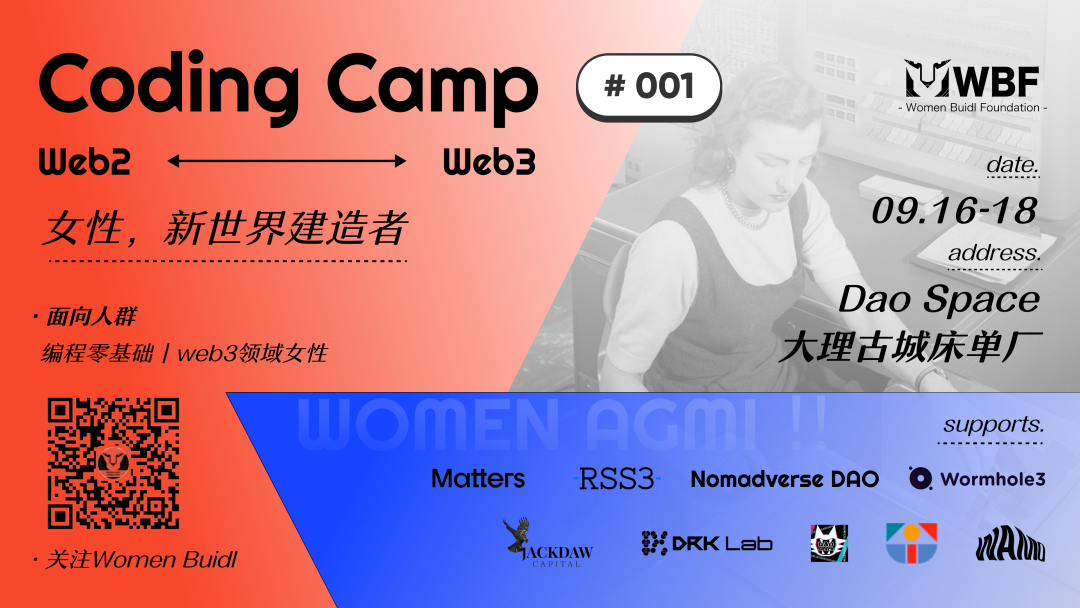 Coding Camp
# 001
WBF
- Women Buidl Foundation -
Web2
Web3
女性，新世界建造者
date.
09.16-18
address.
Dao Space
大理古城床单厂
· 面向人群
编程零基础 | web3领域女性
WOMEN AGMI !!
supports.
Matters
RSS3
Nomadverse DAO
Wormhole3
JACKDAW
CAPITAL
DRK Lab
WAMO
· 关注Women Buidl